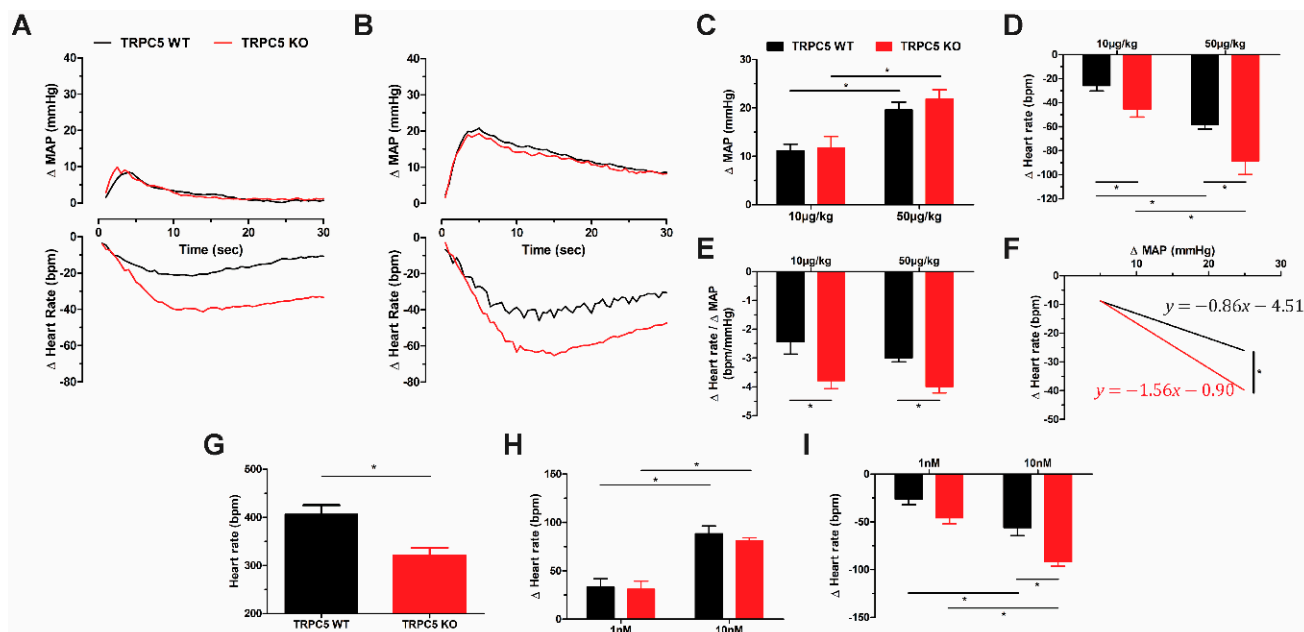 A
TRPC5 WT TRPC5 KO
Δ MAP (mmHg)
40
30
20
10
0
0 10 20 30
Time (sec)
Δ Heart Rate (bpm)
0
-20
-40
-60
-80
B
Δ MAP (mmHg)
40
30
20
10
0
0 10 20 30
Time (sec)
Δ Heart Rate (bpm)
0
-20
-40
-60
-80
C
TRPC5 WT TRPC5 KO
Δ MAP (mmHg)
30
20
10
0
*
*
10μg/kg 50μg/kg
D
10μg/kg 50μg/kg
Δ Heart rate (bpm)
0
-20
-40
-60
-80
-100
-120
* *
*
*
E
10μg/kg 50μg/kg
Δ Heart rate / Δ MAP
(bpm/mmHg)
0
-1
-2
-3
-4
-5
* *
F
Δ MAP (mmHg)
0 10 20 30
Δ Heart rate (bpm)
0
-10
-20
-30
-40
-50
y = −0.86x − 4.51
y = −1.56x − 0.90
*
G
Heart rate (bpm)
500
400
300
200
*
TRPC5 WT TRPC5 KO
H
Δ Heart rate (bpm)
150
100
50
0
*
*
1nM 10nM
I
1nM 10nM
Δ Heart rate (bpm)
0
-50
-100
-150
*
*
*